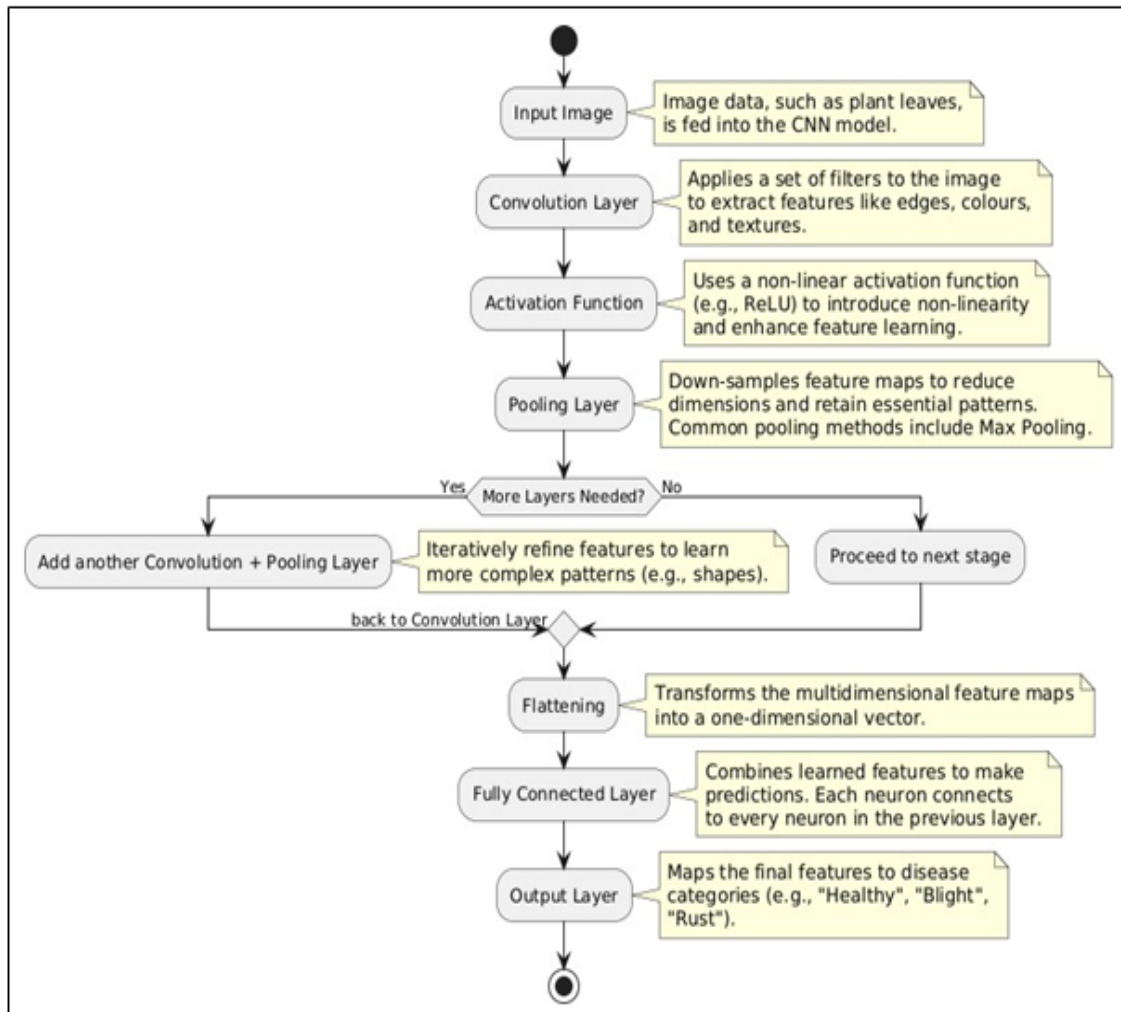 Input Image
Image data, such as plant leaves,
is fed into the CNN model.
Convolution Layer
Applies a set of filters to the image
to extract features like edges, colours,
and textures.
Activation Function
Uses a non-linear activation function
(e.g., ReLU) to introduce non-linearity
and enhance feature learning.
Pooling Layer
Down-samples feature maps to reduce
dimensions and retain essential patterns.
Common pooling methods include Max Pooling.
Yes
More Layers Needed?
No
Add another Convolution + Pooling Layer
Iteratively refine features to learn
more complex patterns (e.g., shapes).
Proceed to next stage
back to Convolution Layer
Flattening
Transforms the multidimensional feature maps
into a one-dimensional vector.
Fully Connected Layer
Combines learned features to make
predictions. Each neuron connects
to every neuron in the previous layer.
Output Layer
Maps the final features to disease
categories (e.g., "Healthy", "Blight",
"Rust").